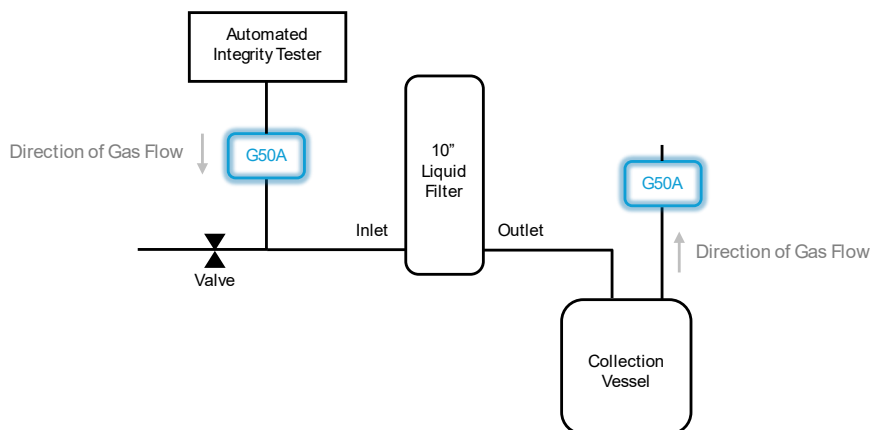 Automated
Integrity Tester
Direction of Gas Flow
G50A
10”
Liquid
Filter
G50A
Inlet
Outlet
Direction of Gas Flow
Valve
Collection
Vessel